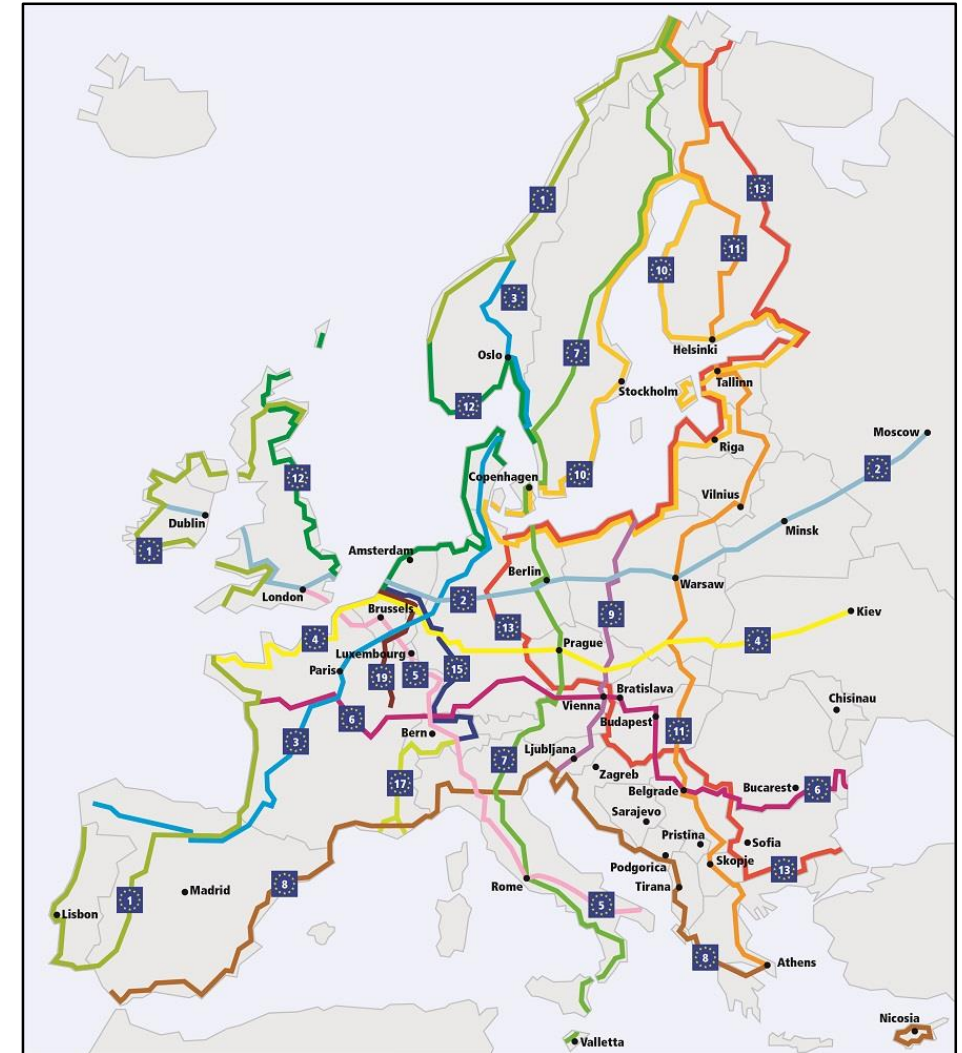 1
13
11
10
3
Oslo
Helsinki
7
Tallinn
12
Stockholm
Moscow
Riga
2
10
12
Copenhagen
Vilnius
Dublin
Minsk
1
Amsterdam
Berlin
Warsaw
London
2
Brussels
9
Kiev
13
4
4
Prague
Luxembourg
15
Paris
19
5
Bratislava
Chisinau
Vienna
6
Budapest
Bern
11
3
Ljubljana
7
Zagreb
17
Belgrade
Bucarest
6
Sarajevo
Pristina
Sofia
Podgorica
Skopje
13
8
Rome
Tirana
Madrid
1
5
Lisbon
8
Athens
Nicosia
Valletta